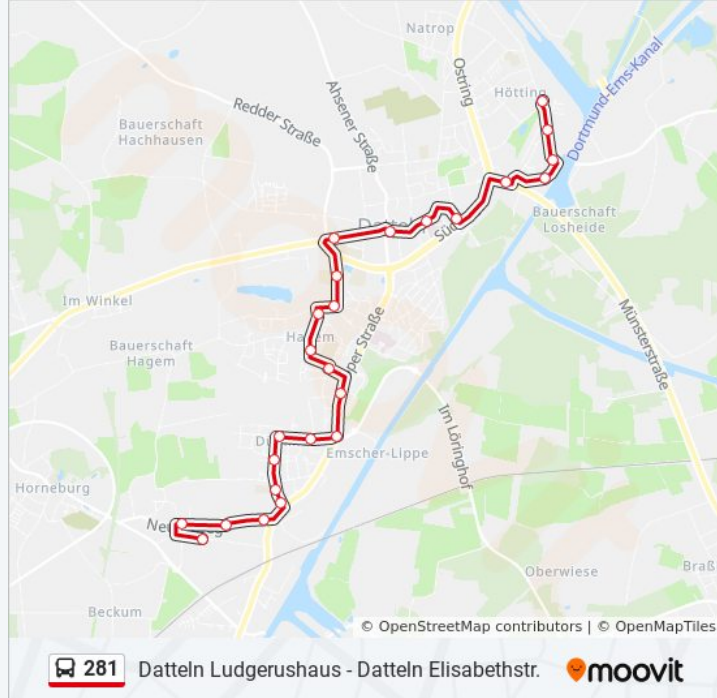 Natrop
Ostring
Hötting
Dortmund-Ems-Kanal
Redder Straße
Ahsener Straße
Bauerschaft
Hachhausen
Bauerschaft
Losheide
Im Winkel
Bauerschaft
Hagem
Münsterstraße
Im Löringhof
Emscher-Lippe
Horneburg
Oberwiese
Beckum
© OpenStreetMap contributors | © OpenMapTiles
281 Datteln Ludgerushaus - Datteln Elisabethstr. moovit